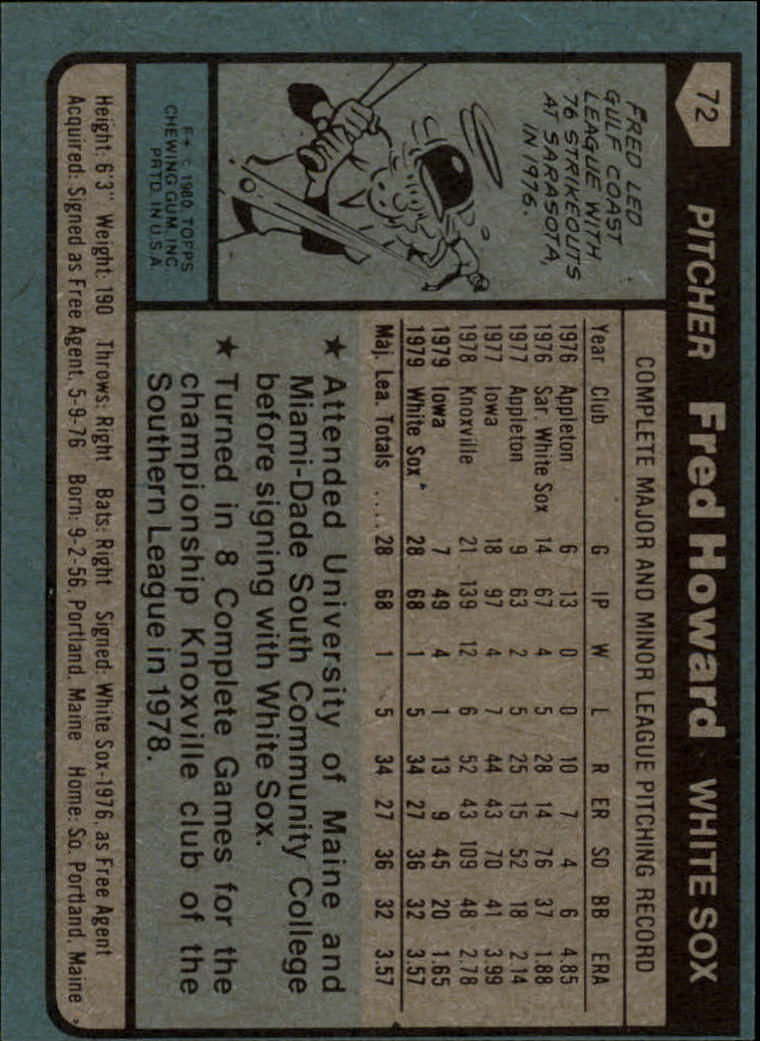 72
PITCHER Fred Howard · WHITE SOX
FRED LED
GULF COAST
LEAGUE WITH
76 STRIKEOUTS
AT SARASOTA,
IN 1976.
F* © 1980 TOPPS
CHEWING GUM, INC.
PRTD. IN U.S.A.
COMPLETE MAJOR AND MINOR LEAGUE PITCHING RECORD
Year Club G IP W L R ER SO BB ERA
1976 Appleton 6 13 0 0 10 7 4 6 4.85
1976 Sar. White Sox 14 67 4 5 28 14 76 37 1.88
1977 Appleton 9 63 2 5 25 15 52 18 2.14
1977 Iowa 18 97 4 7 44 43 70 41 3.99
1978 Knoxville 21 139 12 6 52 43 109 48 2.78
1979 Iowa 7 49 4 1 13 9 45 20 1.65
1979 White Sox 28 68 1 5 34 27 36 32 3.57
Maj. Lea. Totals .... 28 68 1 5 34 27 36 32 3.57
★ Attended University of Maine and
Miami-Dade South Community College
before signing with White Sox.
★ Turned in 8 Complete Games for the
championship Knoxville club of the
Southern League in 1978.
Height: 6'3" Weight: 190 Throws: Right Bats: Right Signed: White Sox-1976, as Free Agent
Acquired: Signed as Free Agent, 5-9-76 Born: 9-2-56, Portland, Maine Home: So. Portland, Maine